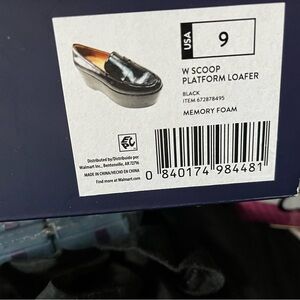 USA
9
W SCOOP
PLATFORM LOAFER
BLACK
ITEM 672878495
MEMORY FOAM
Distributed by/Distribuido por
Walmart Inc., Bentonville, AR 72716
MADE IN CHINA/HECHO EN CHINA
Find more at Walmart.com
0 840174 984481